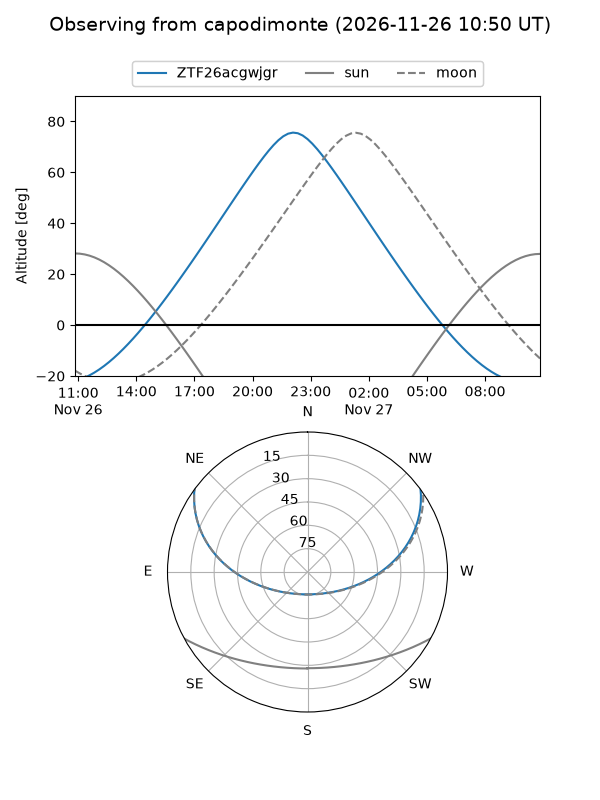 Observing from capodimonte (2026-11-26 10:50 UT)
ZTF26acgwjgr sun moon
Altitude [deg]
80
60
40
20
0
−20
11:00 14:00 17:00 20:00 23:00 02:00 05:00 08:00
Nov 26 Nov 27
N
NE NW
15
30
45
60
75
E W
SE SW
S